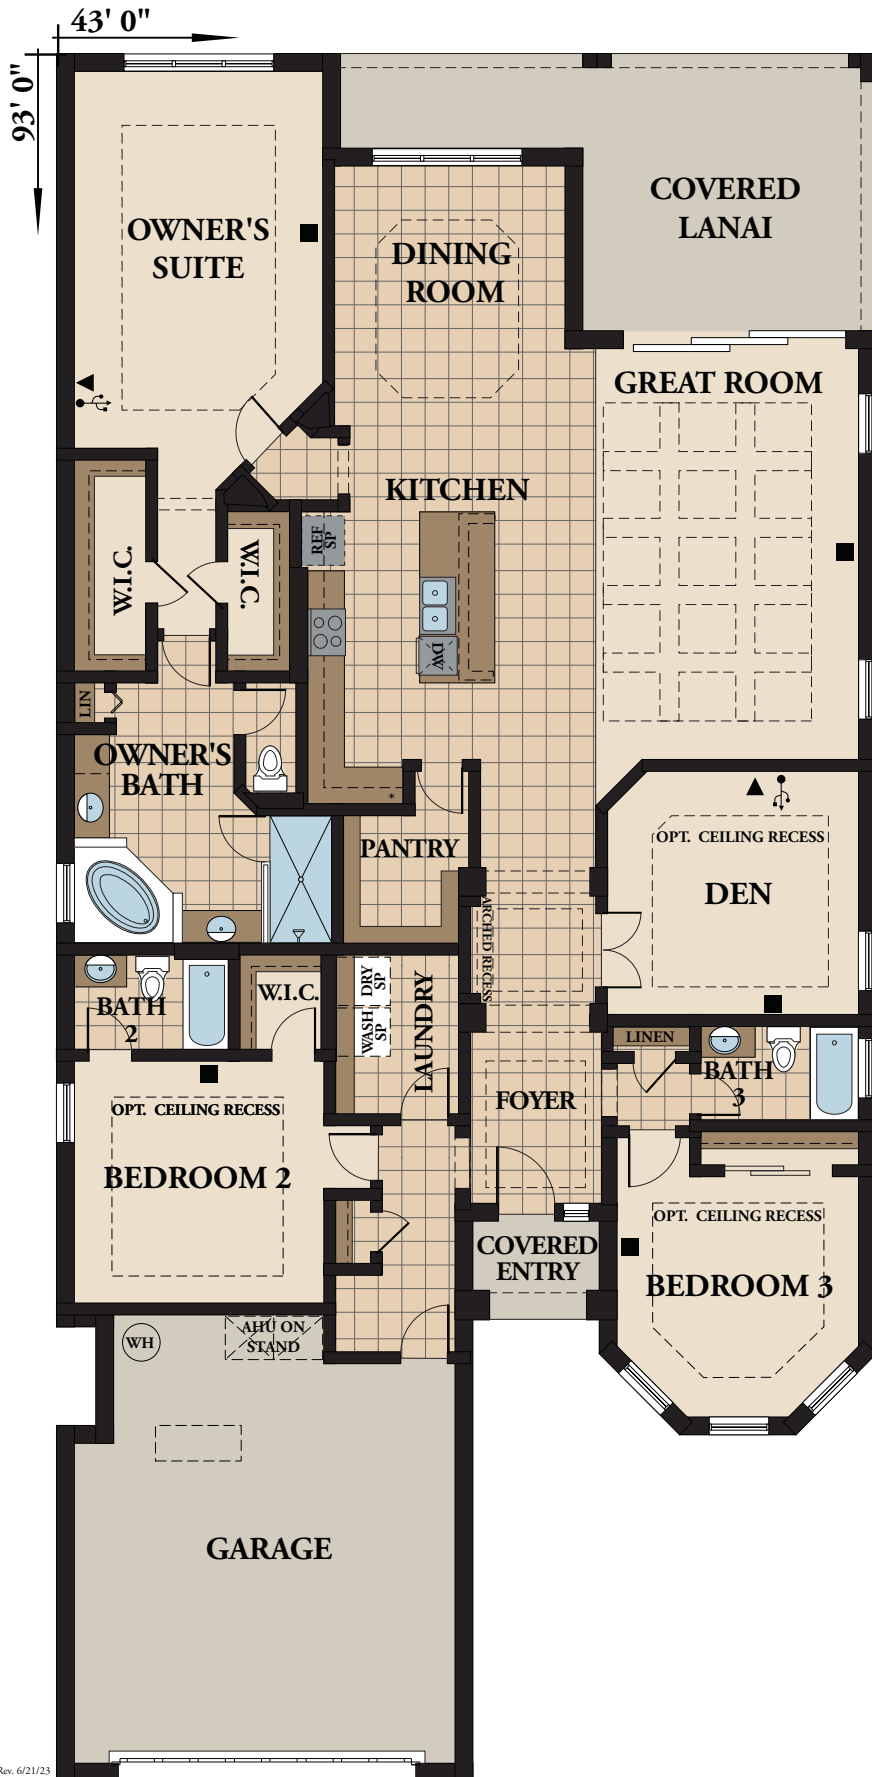 43' 0"
93' 0"
OWNER'S
SUITE
DINING
ROOM
COVERED
LANAI
GREAT ROOM
KITCHEN
REF
SP
W.I.C.
W.I.C.
DW
LIN
OWNER'S
BATH
*
PANTRY
OPT. CEILING RECESS
DEN
ARCHED RECESS
BATH
2
W.I.C.
DRY
SP
WASH
SP
LAUNDRY
FOYER
LINEN
BATH
3
OPT. CEILING RECESS
BEDROOM 2
OPT. CEILING RECESS
BEDROOM 3
COVERED
ENTRY
WH
AHU ON
STAND
GARAGE
Rev. 6/21/23